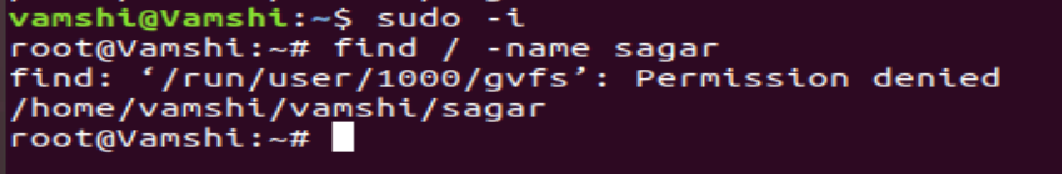 vamshi@Vamshi:~$ sudo -i
root@Vamshi:~# find / -name sagar
find: ‘/run/user/1000/gvfs’: Permission denied
/home/vamshi/vamshi/sagar
root@Vamshi:~#